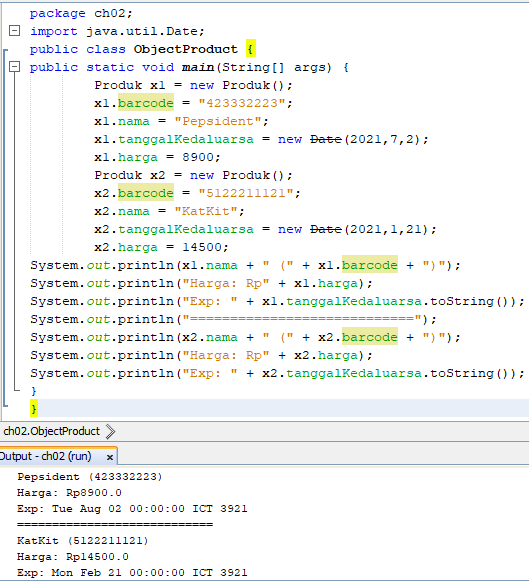 package ch02;
import java.util.Date;
public class ObjectProduct {
public static void main(String[] args) {
Produk x1 = new Produk();
x1.barcode = "423332223";
x1.nama = "Pepsident";
x1.tanggalKedaluarsa = new Date(2021,7,2);
x1.harga = 8900;
Produk x2 = new Produk();
x2.barcode = "5122211121";
x2.nama = "KatKit";
x2.tanggalKedaluarsa = new Date(2021,1,21);
x2.harga = 14500;
System.out.println(x1.nama + " (" + x1.barcode + ")");
System.out.println("Harga: Rp" + x1.harga);
System.out.println("Exp: " + x1.tanggalKedaluarsa.toString());
System.out.println("============================");
System.out.println(x2.nama + " (" + x2.barcode + ")");
System.out.println("Harga: Rp" + x2.harga);
System.out.println("Exp: " + x2.tanggalKedaluarsa.toString());
}
}
ch02.ObjectProduct
Output - ch02 (run) x
Pepsident (423332223)
Harga: Rp8900.0
Exp: Tue Aug 02 00:00:00 ICT 3921
============================
KatKit (5122211121)
Harga: Rp14500.0
Exp: Mon Feb 21 00:00:00 ICT 3921